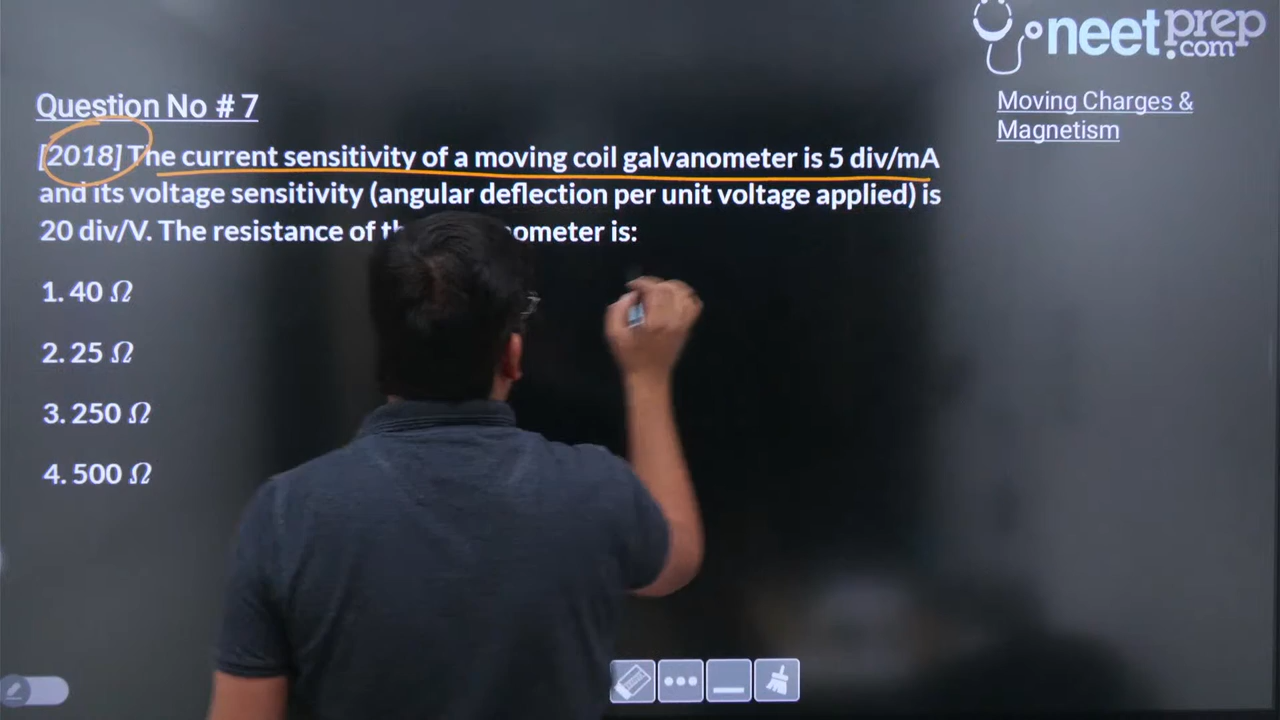 neetprep
.com
Question No # 7
Moving Charges &
Magnetism
[2018] The current sensitivity of a moving coil galvanometer is 5 div/mA
and its voltage sensitivity (angular deflection per unit voltage applied) is
20 div/V. The resistance of ometer is:
1. 40 Ω
2. 25 Ω
3. 250 Ω
4. 500 Ω